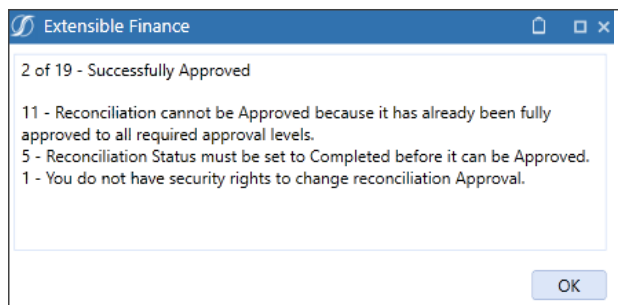 Extensible Finance
2 of 19 - Successfully Approved
11 - Reconciliation cannot be Approved because it has already been fully
approved to all required approval levels.
5 - Reconciliation Status must be set to Completed before it can be Approved.
1 - You do not have security rights to change reconciliation Approval.
OK